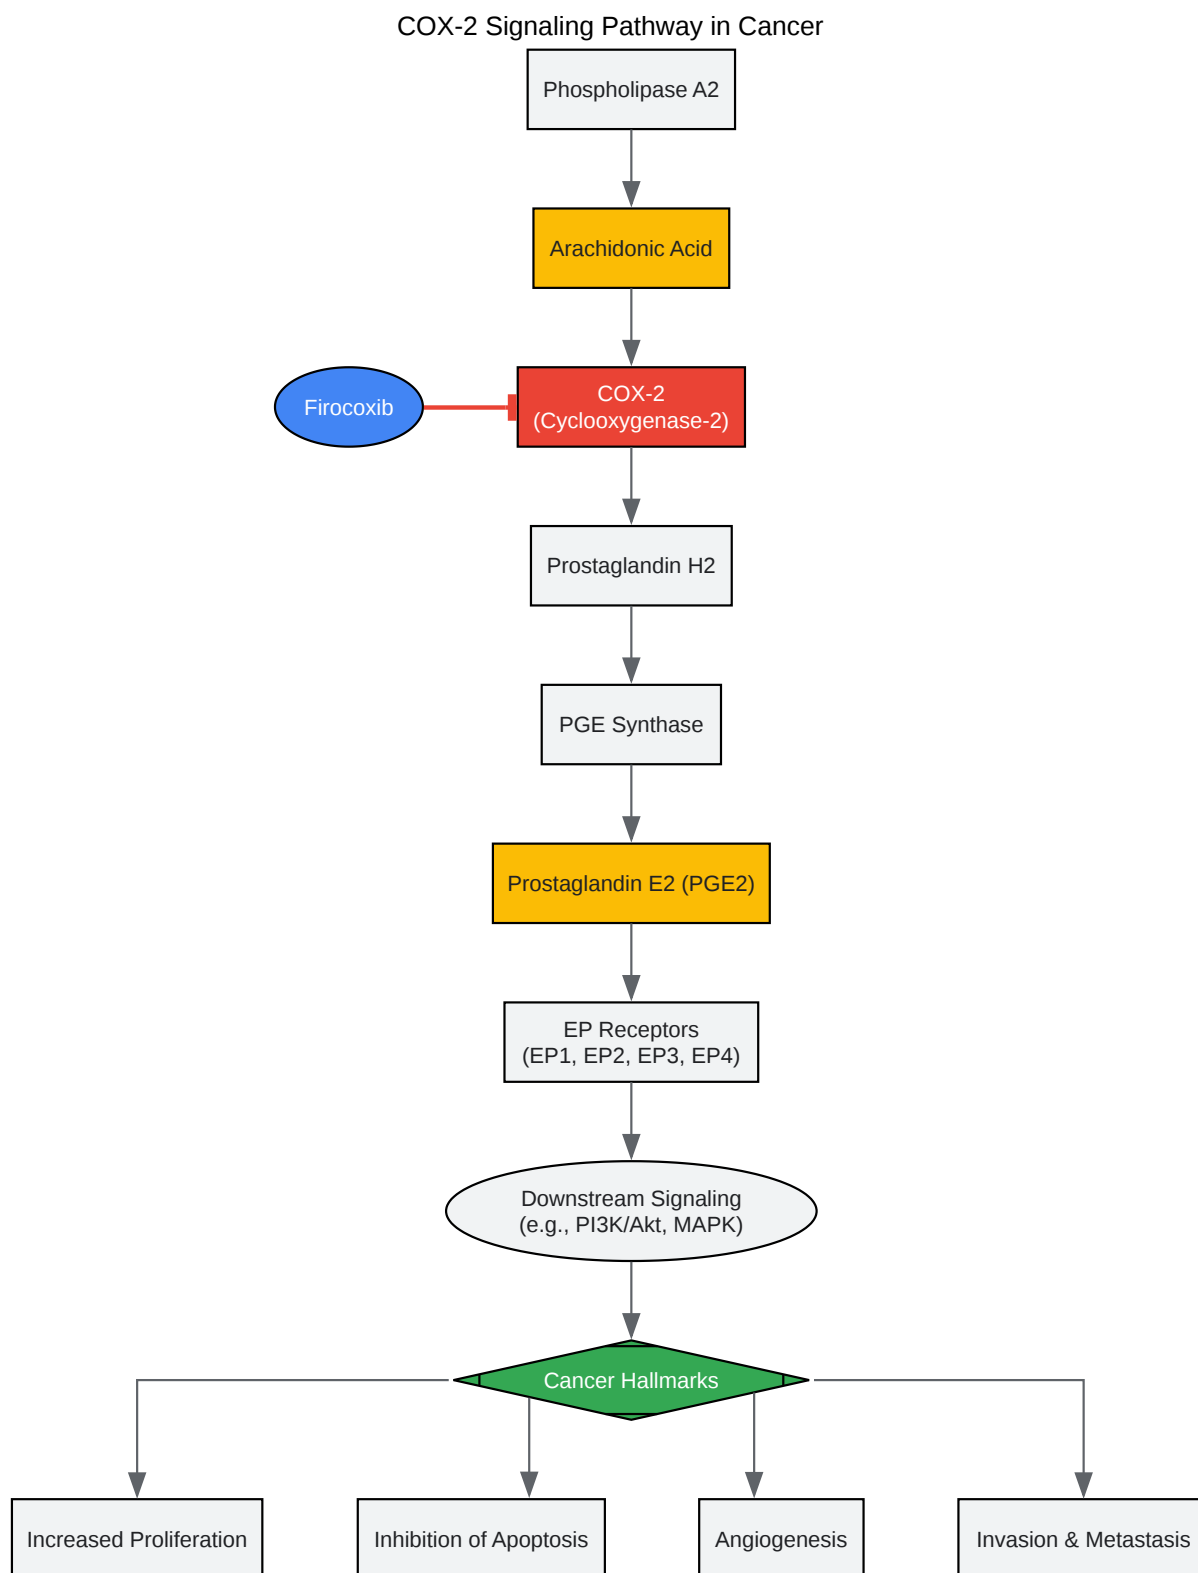 COX-2 Signaling Pathway in Cancer
Phospholipase A2
Arachidonic Acid
Firocoxib
COX-2
(Cyclooxygenase-2)
Prostaglandin H2
PGE Synthase
Prostaglandin E2 (PGE2)
EP Receptors
(EP1, EP2, EP3, EP4)
Downstream Signaling
(e.g., PI3K/Akt, MAPK)
Cancer Hallmarks
Increased Proliferation
Inhibition of Apoptosis
Angiogenesis
Invasion & Metastasis